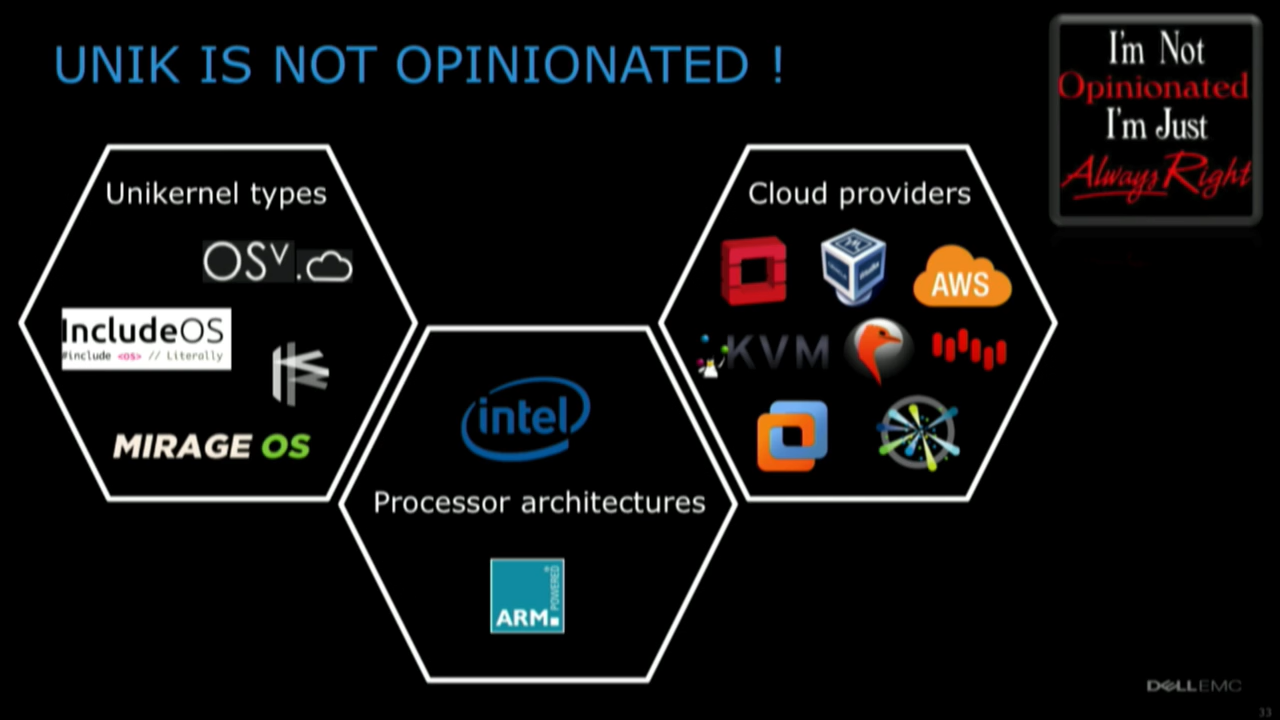 UNIK IS NOT OPINIONATED !
I'm Not
Opinionated
I'm Just
Always Right
Unikernel types
OSv.
IncludeOS
#include <os> // Literally
MIRAGE OS
intel
Processor architectures
ARM
POWERED
Cloud providers
AWS
KVM
DELLEMC
33